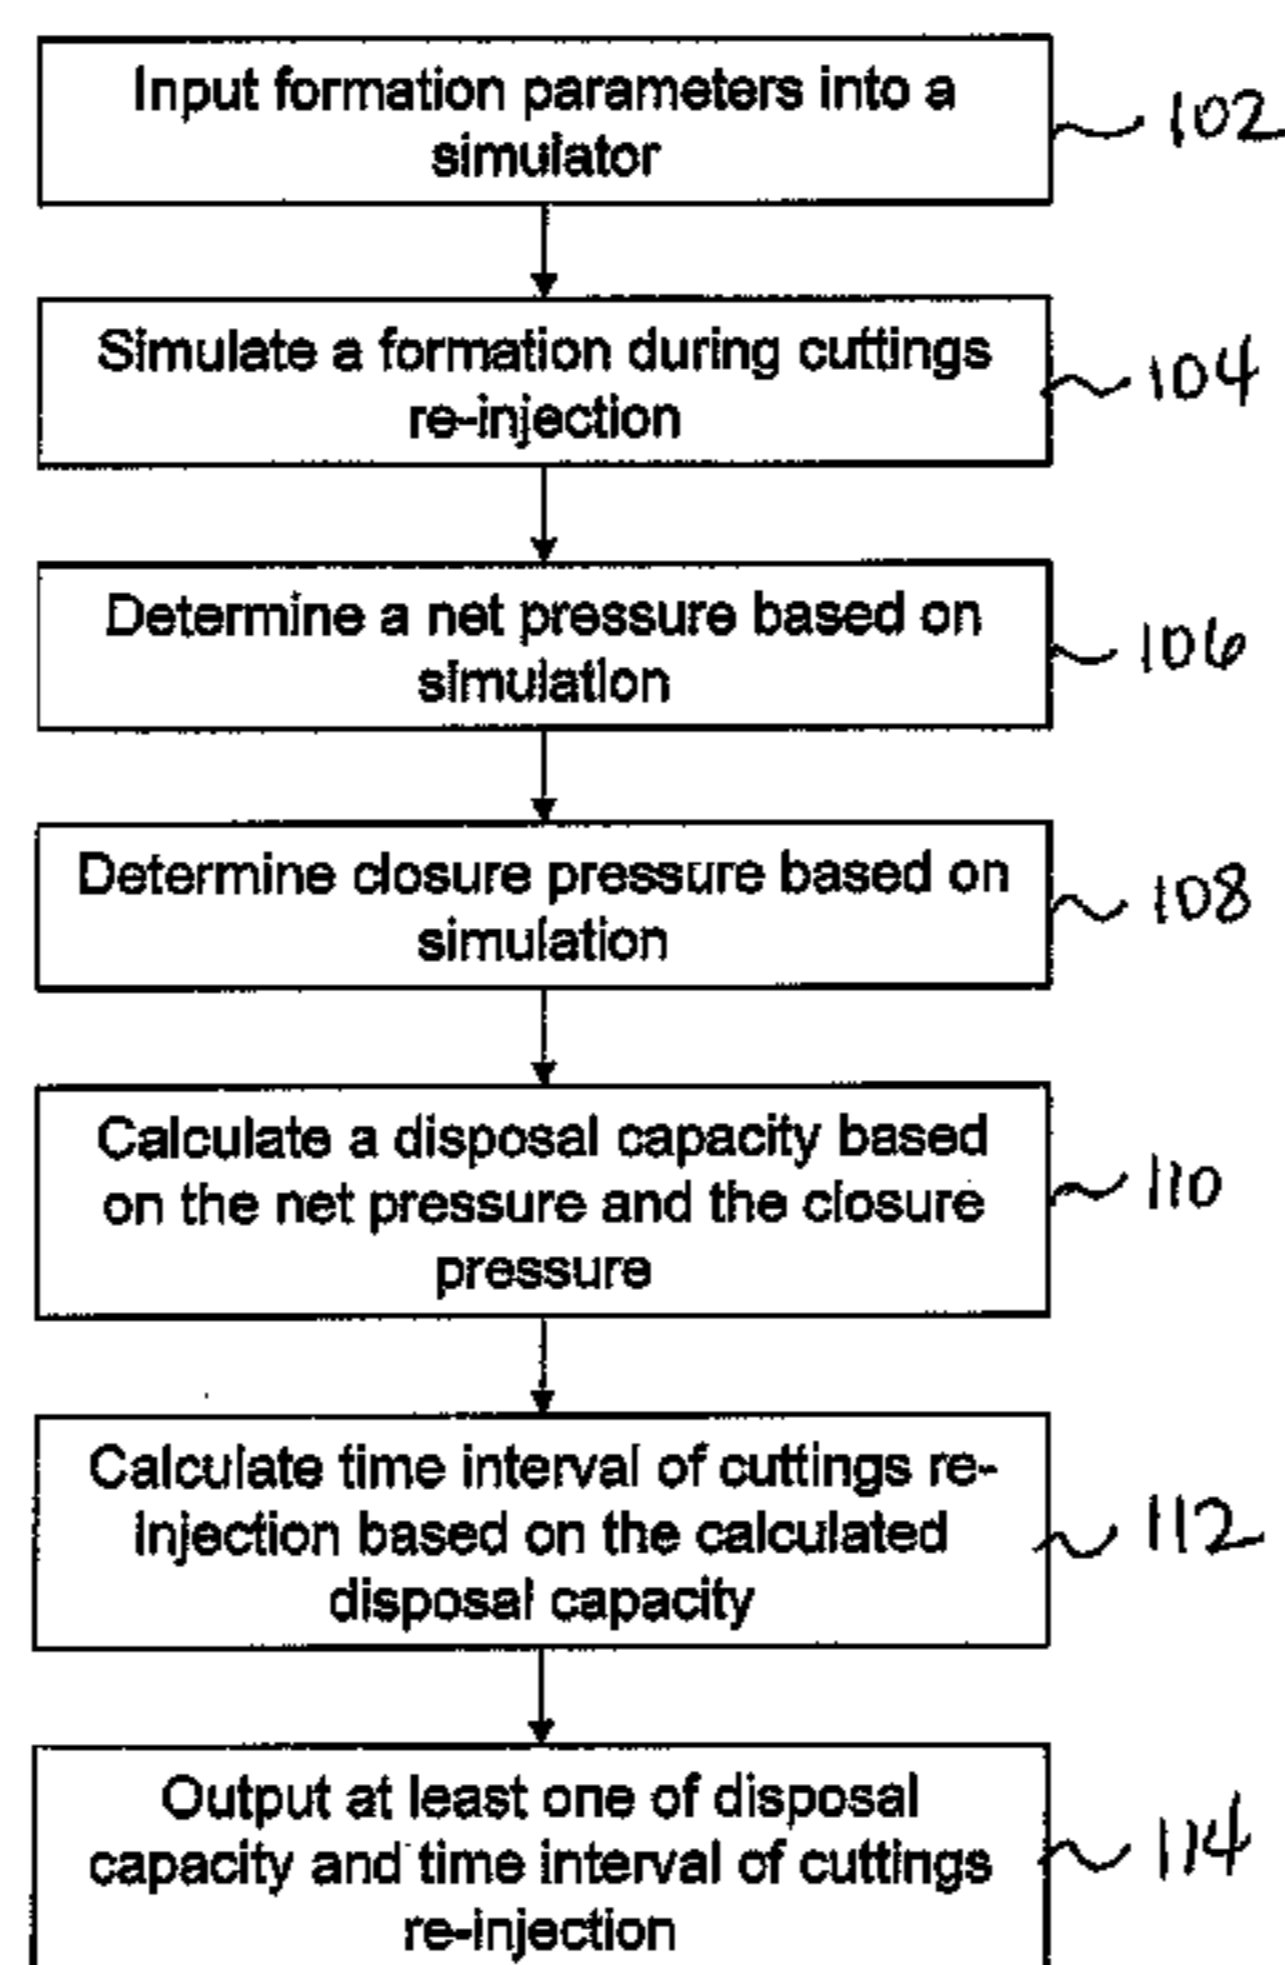 Input formation parameters into a
simulator
102
Simulate a formation during cuttings
re-injection
104
Determine a net pressure based on
simulation
106
Determine closure pressure based on
simulation
108
Calculate a disposal capacity based
on the net pressure and the closure
pressure
110
Calculate time interval of cuttings re-
injection based on the calculated
disposal capacity
112
Output at least one of disposal
capacity and time interval of cuttings
re-injection
114